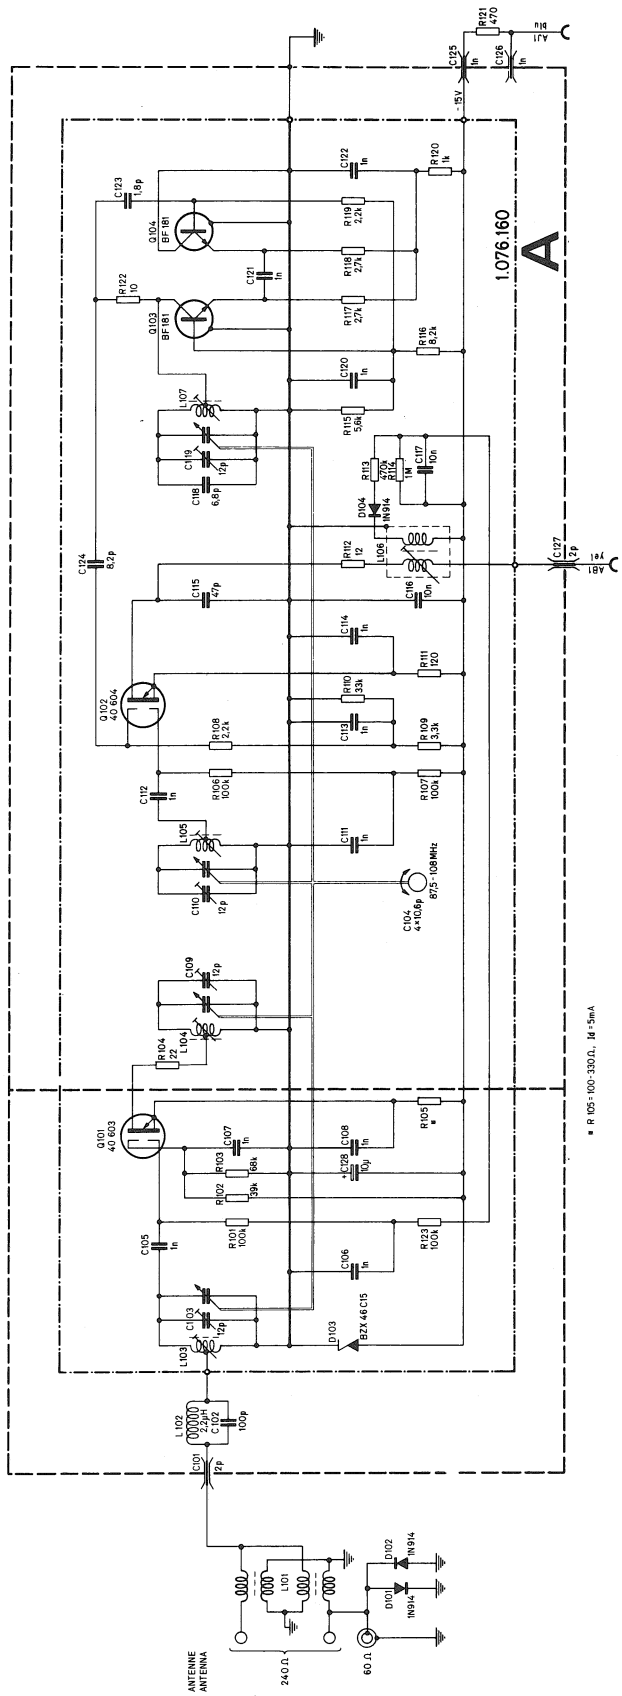 ANTENNE
ANTENNA
240 Ω
60 Ω
L101
D101
1N914
D102
1N914
C101
2p
L102
2,2µH
C102
100p
L103
C103
12p
D103
BZX 46 C15
C105
1n
C106
1n
R101
100k
R123
100k
R102
39k
R103
68k
C107
1n
C128
+
10µ
C108
1n
R105
*
Q101
40 603
R104
22
L104
C109
12p
* R 105 = 100-330Ω, Id = 5mA
C110
12p
L105
C104
4×10,6p
87,5 - 108 MHz
C111
1n
C112
1n
R106
100k
R107
100k
R108
2,2k
R109
3,3k
C113
1n
R110
33k
R111
120
C114
1n
Q102
40 604
C115
47p
C124
8,2p
R112
12
C116
10n
L106
D104
1N914
R113
470k
R114
1M
C117
10n
C127
2p
AB1
yel
C118
6,8p
C119
12p
L107
R115
5,6k
C120
1n
R116
8,2k
Q103
BF181
R122
10
R117
2,7k
C121
1n
R118
2,7k
R119
2,2k
Q104
BF 181
C123
1,8p
C122
1n
R120
1k
1.076.160
A
-15V
C125
1n
C126
1n
R121
470
AJ1
blu